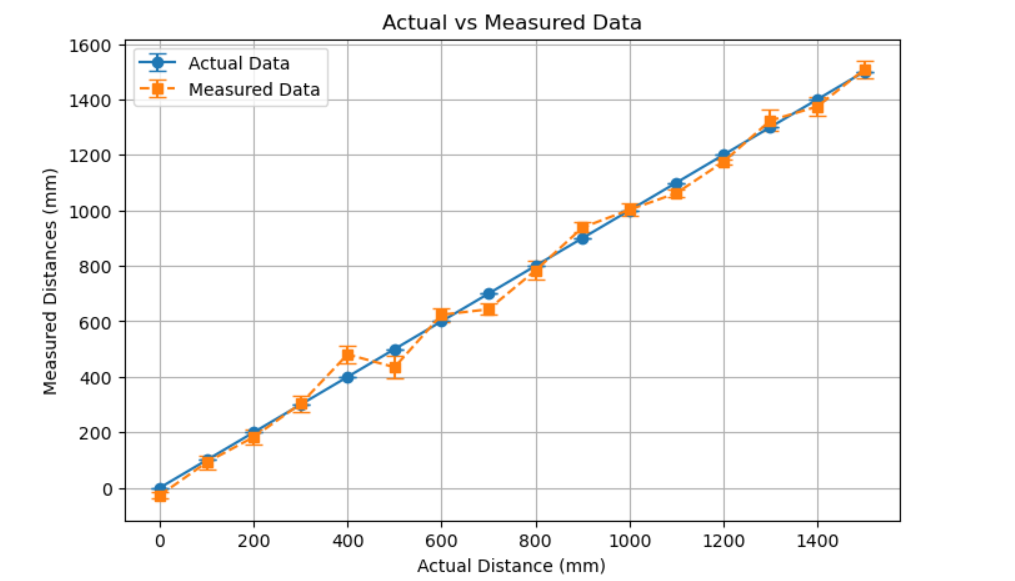 Actual vs Measured Data
1600
1400
1200
1000
800
600
400
200
0
Measured Distances (mm)
Actual Data
Measured Data
0 200 400 600 800 1000 1200 1400
Actual Distance (mm)